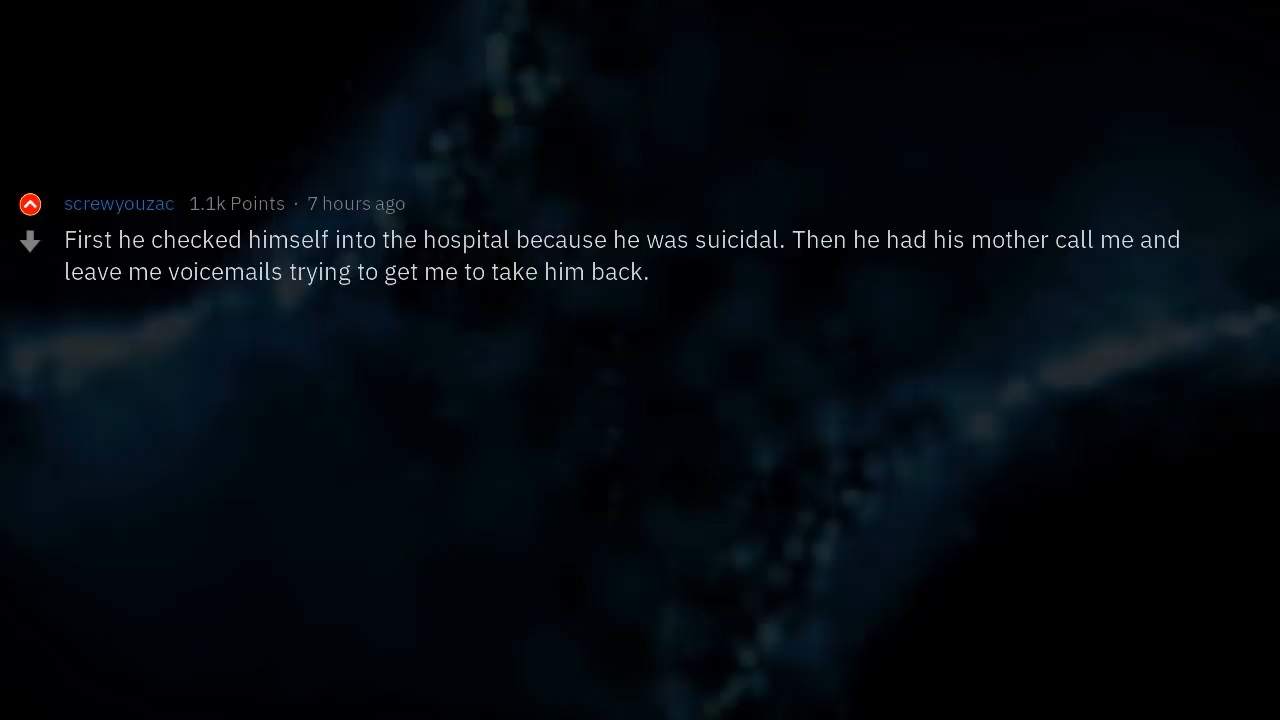 screwyouzac 1.1k Points · 7 hours ago
First he checked himself into the hospital because he was suicidal. Then he had his mother call me and
leave me voicemails trying to get me to take him back.